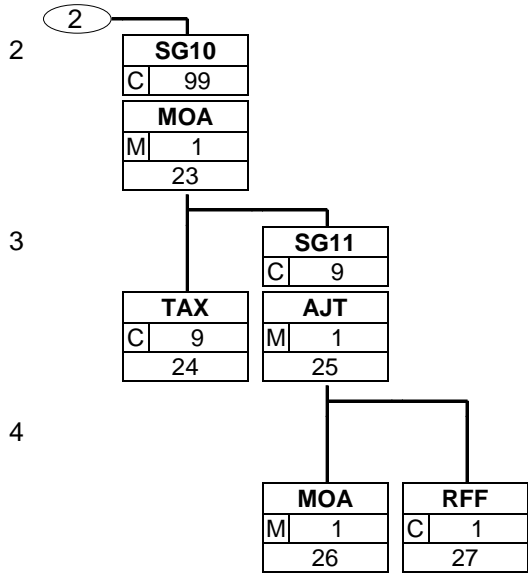 2
2
SG10
C 99
MOA
M 1
23
3
SG11
C 9
TAX AJT
C 9 M 1
24 25
4
MOA RFF
M 1 C 1
26 27